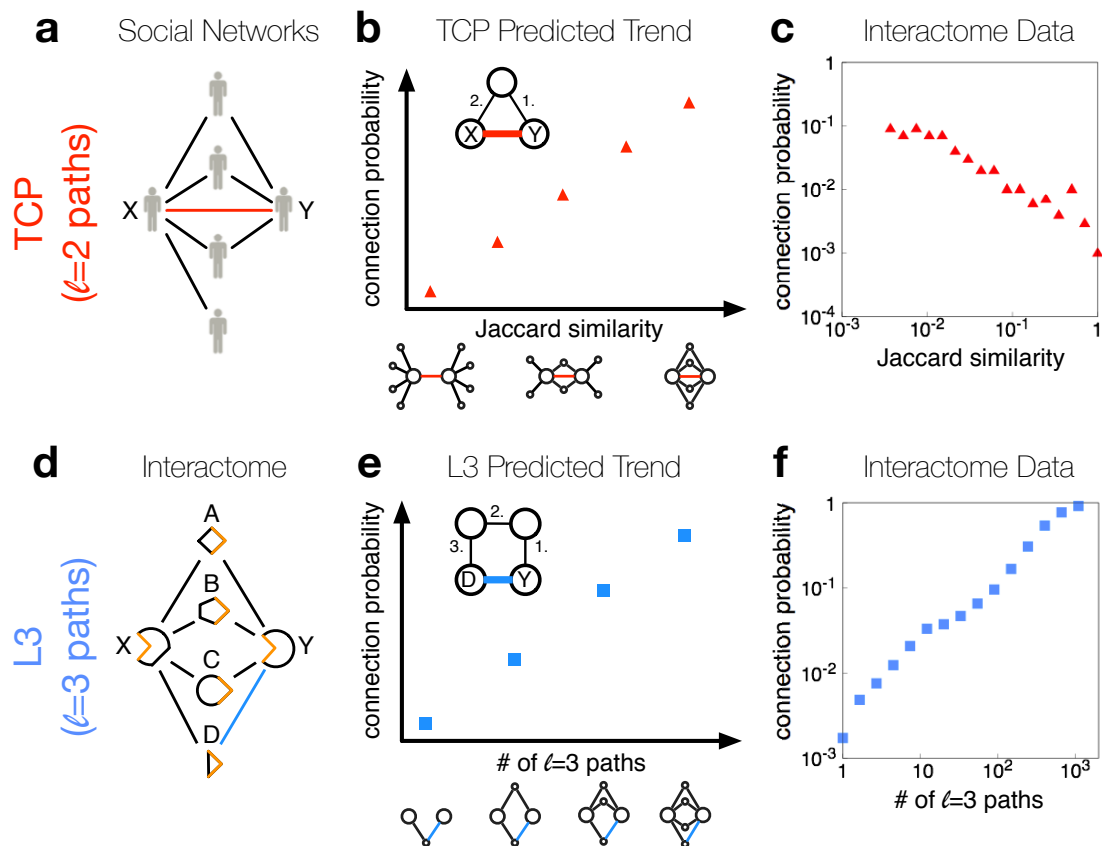 a Social Networks
TCP
(ℓ=2 paths)
X
Y
b TCP Predicted Trend
connection probability
2.
1.
X
Y
Jaccard similarity
c Interactome Data
connection probability
1
10^-1
10^-2
10^-3
10^-4
10^-3
10^-2
10^-1
1
Jaccard similarity
d Interactome
L3
(ℓ=3 paths)
A
B
X
Y
C
D
e L3 Predicted Trend
connection probability
2.
3.
1.
D
Y
# of ℓ=3 paths
f Interactome Data
connection probability
1
10^-1
10^-2
10^-3
1
10
10^2
10^3
# of ℓ=3 paths